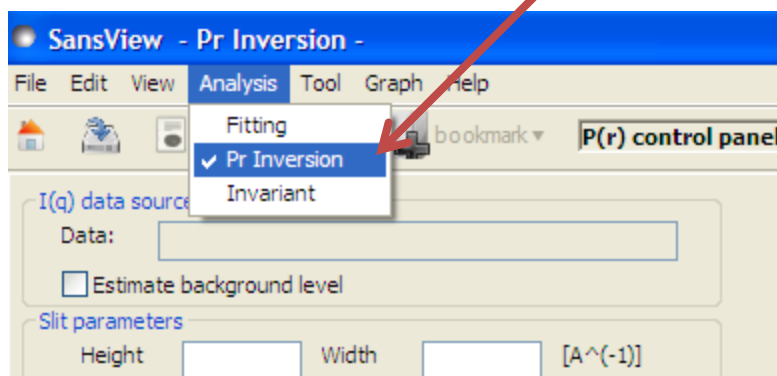 SansView - Pr Inversion -
File Edit View Analysis Tool Graph Help
Fitting
bookmark
P(r) control panel
Pr Inversion
Invariant
I(q) data source
Data:
Estimate background level
Slit parameters
Height Width [A^(-1)]